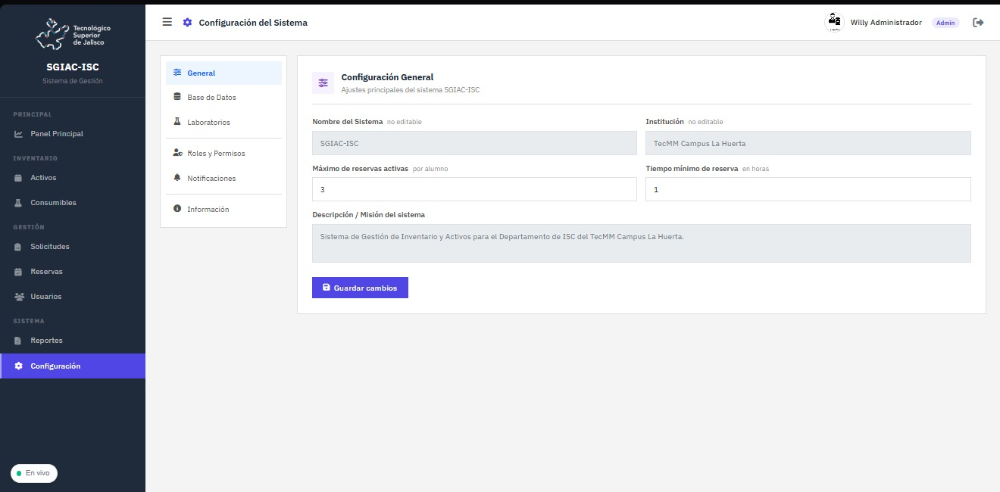 Tecnológico
Superior
de Jalisco
SGIAC-ISC
Sistema de Gestión
PRINCIPAL
Panel Principal
INVENTARIO
Activos
Consumibles
GESTIÓN
Solicitudes
Reservas
Usuarios
SISTEMA
Reportes
Configuración
En vivo
Configuración del Sistema
Willy Administrador
Admin
General
Base de Datos
Laboratorios
Roles y Permisos
Notificaciones
Información
Configuración General
Ajustes principales del sistema SGIAC-ISC
Nombre del Sistema no editable
SGIAC-ISC
Institución no editable
TecMM Campus La Huerta
Máximo de reservas activas por alumno
3
Tiempo mínimo de reserva en horas
1
Descripción / Misión del sistema
Sistema de Gestión de Inventario y Activos para el Departamento de ISC del TecMM Campus La Huerta.
Guardar cambios